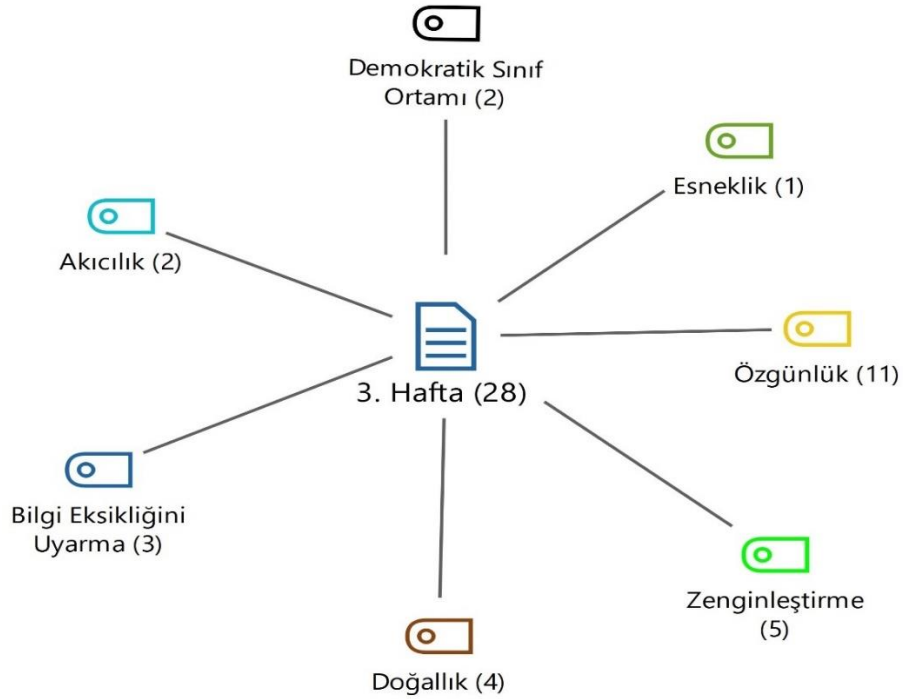 Demokratik Sınıf
Ortamı (2)
Esneklik (1)
Akıcılık (2)
Özgünlük (11)
3. Hafta (28)
Bilgi Eksikliğini
Uyarma (3)
Zenginleştirme
(5)
Doğallık (4)